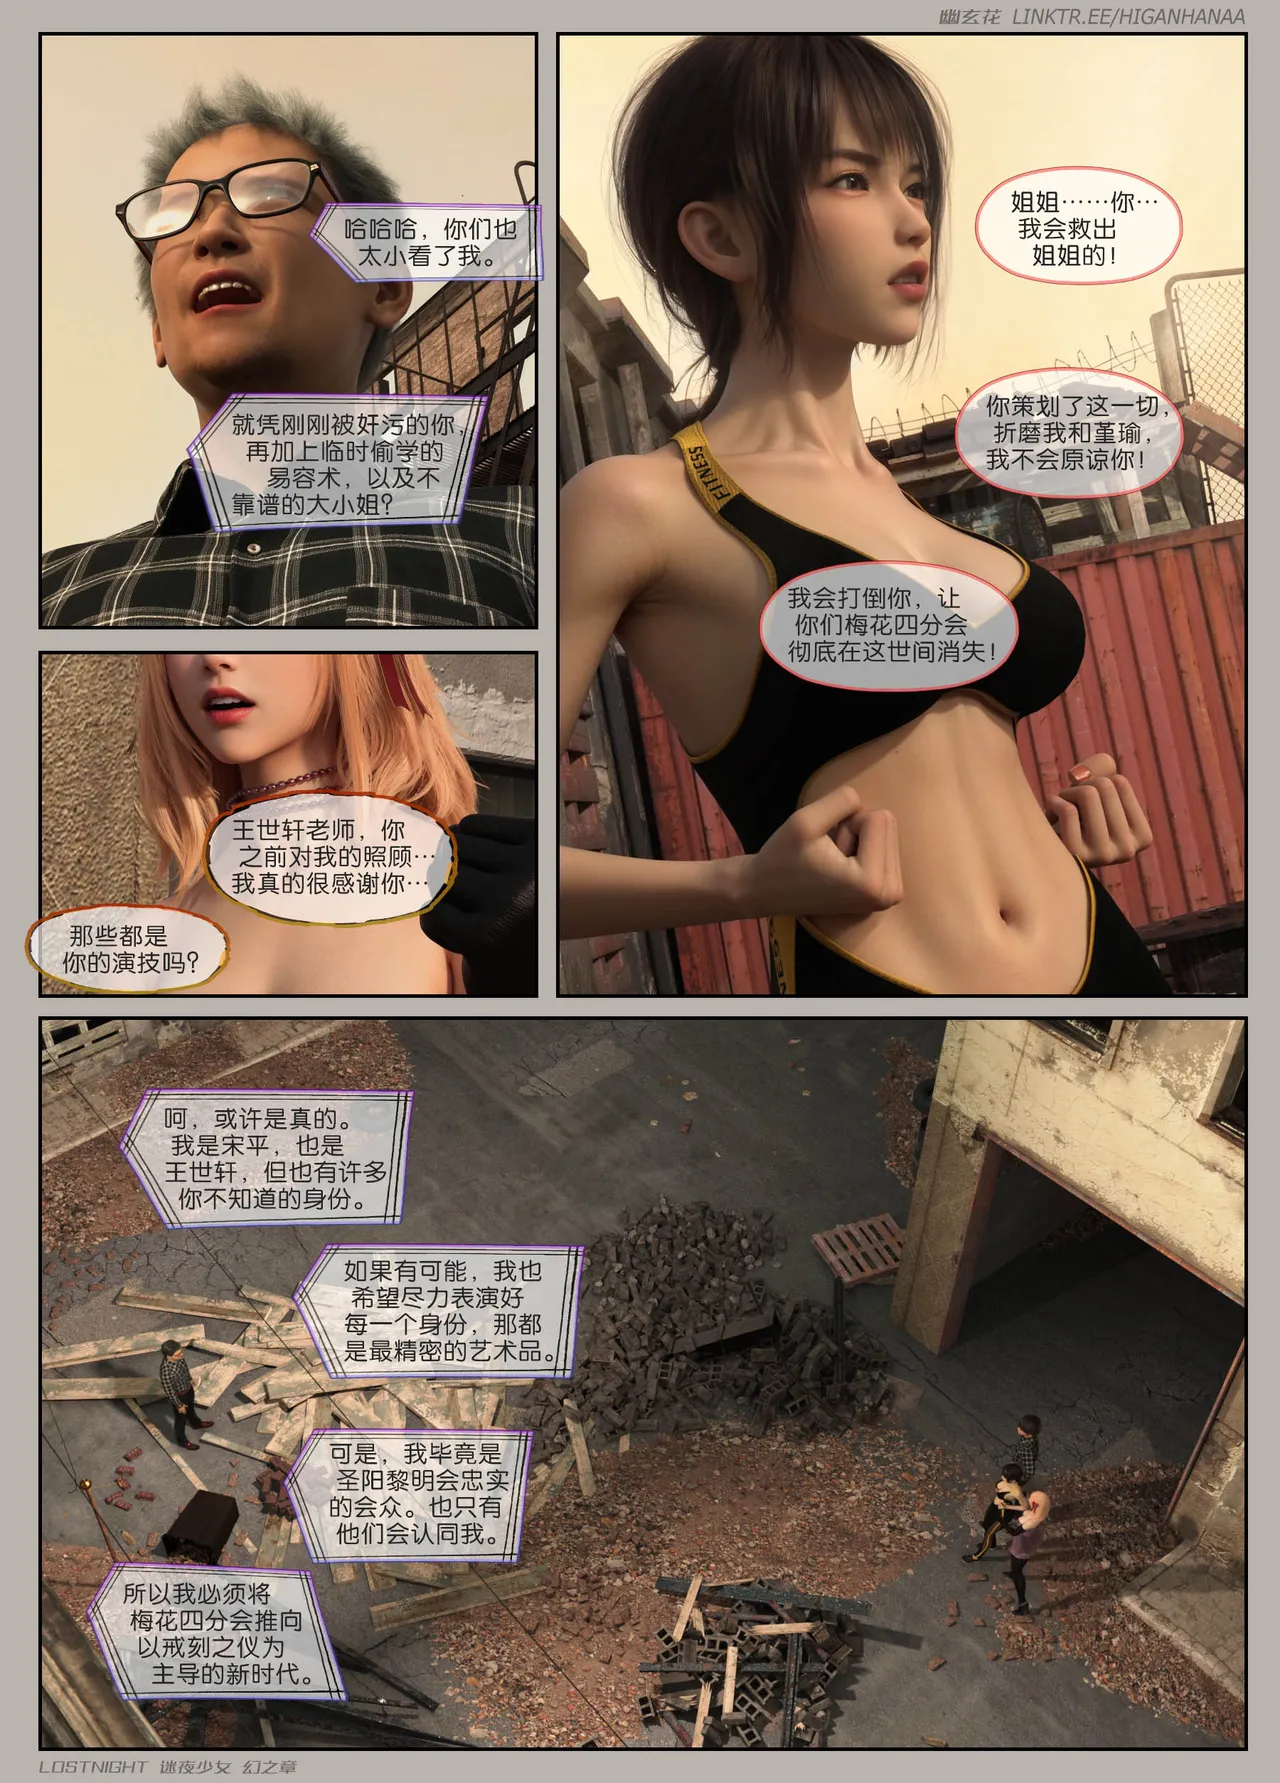 幽玄花 LINKTR.EE/HIGANHANAA
哈哈哈，你们也
太小看了我。
就凭刚刚被奸污的你，
再加上临时偷学的
易容术，以及不
靠谱的大小姐？
姐姐……你…
我会救出
姐姐的！
你策划了这一切，
折磨我和堇瑜，
我不会原谅你！
FITNESS
我会打倒你，让
你们梅花四分会
彻底在这世间消失！
王世轩老师，你
之前对我的照顾…
我真的很感谢你…
那些都是
你的演技吗？
呵，或许是真的。
我是宋平，也是
王世轩，但也有许多
你不知道的身份。
如果有可能，我也
希望尽力表演好
每一个身份，那都
是最精密的艺术品。
可是，我毕竟是
圣阳黎明会忠实
的会众。也只有
他们会认同我。
所以我必须将
梅花四分会推向
以戒刻之仪为
主导的新时代。
LOSTNIGHT 迷夜少女 幻之章